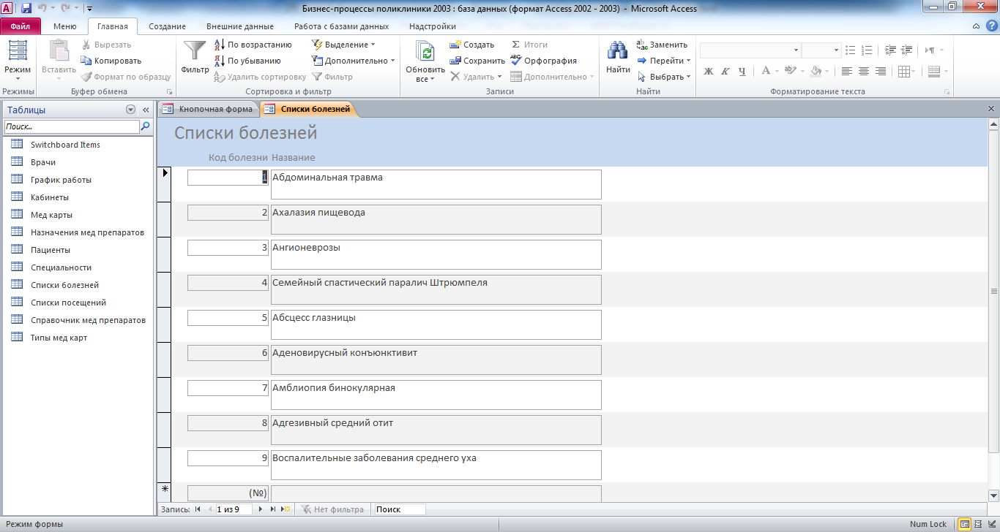 Бизнес-процессы поликлиники 2003 : база данных (формат Access 2002 - 2003) - Microsoft Access
Файл Меню Главная Создание Внешние данные Работа с базами данных Надстройки
Режим
Режимы
Вставить
Вырезать
Копировать
Формат по образцу
Буфер обмена
Фильтр
По возрастанию
По убыванию
Удалить сортировку
Выделение
Дополнительно
Фильтр
Сортировка и фильтр
Обновить
все
Создать
Сохранить
Удалить
Итоги
Орфография
Дополнительно
Записи
Найти
Заменить
Перейти
Выбрать
Найти
Ж К Ч
Форматирование текста
Таблицы
Поиск...
Switchboard Items
Врачи
График работы
Кабинеты
Мед карты
Назначения мед препаратов
Пациенты
Специальности
Списки болезней
Списки посещений
Справочник мед препаратов
Типы мед карт
Кнопочная форма Списки болезней
Списки болезней
Код болезни Название
1 Абдоминальная травма
2 Ахалазия пищевода
3 Ангионеврозы
4 Семейный спастический паралич Штрюмпеля
5 Абсцесс глазницы
6 Аденовирусный конъюнктивит
7 Амблиопия бинокулярная
8 Адгезивный средний отит
9 Воспалительные заболевания среднего уха
(№)
Запись: 1 из 9 Нет фильтра Поиск
Режим формы Num Lock